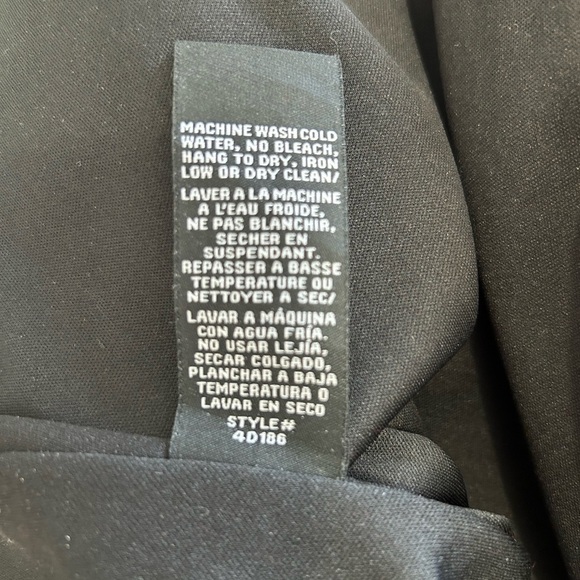 MACHINE WASH COLD
WATER, NO BLEACH,
HANG TO DRY, IRON
LOW OR DRY CLEAN/
LAVER A LA MACHINE
A L'EAU FROIDE,
NE PAS BLANCHIR,
SECHER EN
SUSPENDANT.
REPASSER A BASSE
TEMPERATURE OU
NETTOYER A SEC/
LAVAR A MÁQUINA
CON AGUA FRÍA.
NO USAR LEJÍA,
SECAR COLGADO,
PLANCHAR A BAJA
TEMPERATURA O
LAVAR EN SECO
STYLE#
4D186